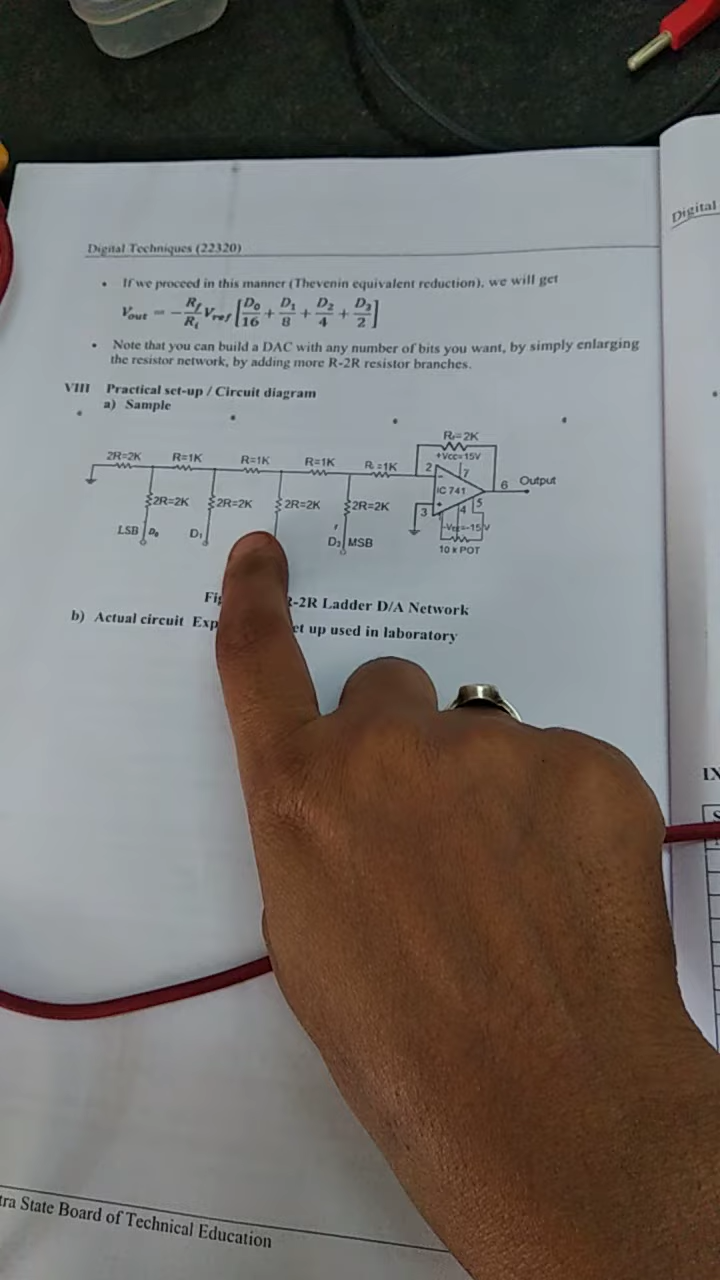 Digital
Digital Techniques (22320)
• If we proceed in this manner (Thevenin equivalent reduction), we will get
Vout = - Rf/Ri Vref [D0/16 + D1/8 + D2/4 + D3/2]
• Note that you can build a DAC with any number of bits you want, by simply enlarging
the resistor network, by adding more R-2R resistor branches.
VIII Practical set-up / Circuit diagram
a) Sample
Rf=2K
+Vcc=15V
2R=2K R=1K R=1K R=1K Ri=1K 2 7
IC 741 6 Output
2R=2K 2R=2K 2R=2K 2R=2K 3 4 5
LSB D0 D1 D3 MSB -VEE=-15V
10 k POT
-2R Ladder D/A Network
b) Actual circuit Exp et up used in laboratory
IX
tra State Board of Technical Education